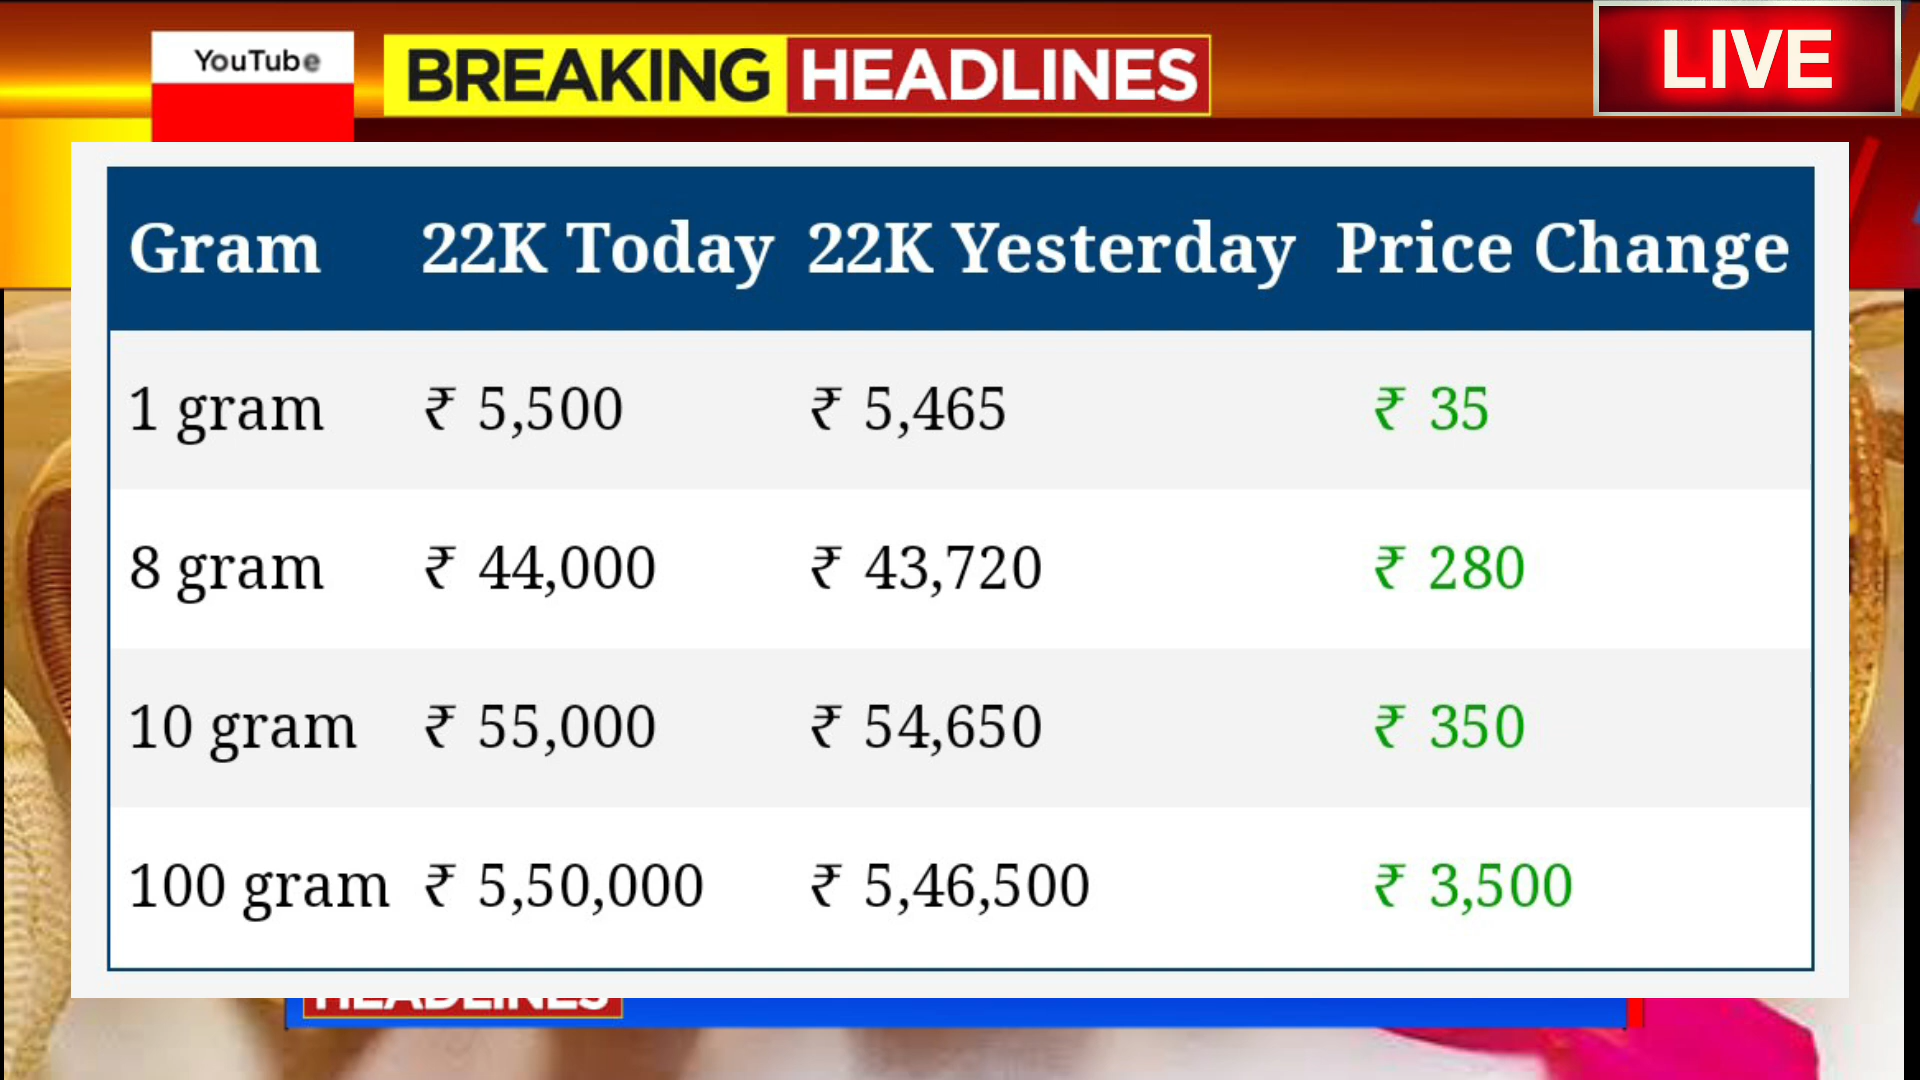 YouTube
BREAKING HEADLINES
LIVE
Gram 22K Today 22K Yesterday Price Change
1 gram ₹ 5,500 ₹ 5,465 ₹ 35
8 gram ₹ 44,000 ₹ 43,720 ₹ 280
10 gram ₹ 55,000 ₹ 54,650 ₹ 350
100 gram ₹ 5,50,000 ₹ 5,46,500 ₹ 3,500
HEADLINES